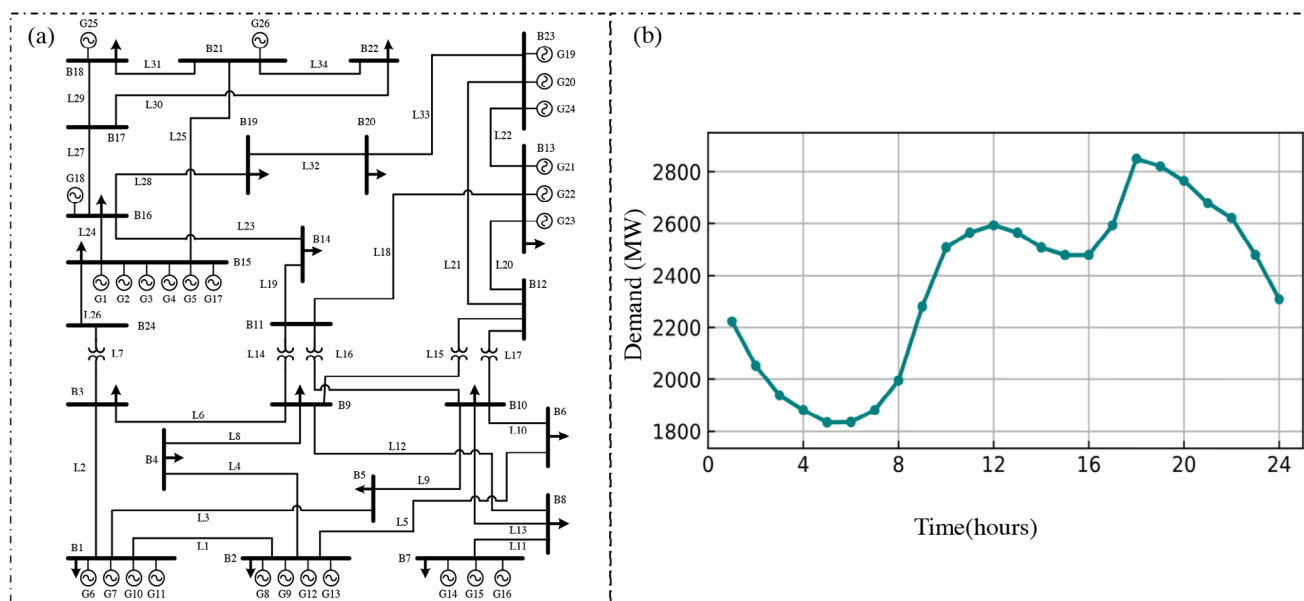 (a)
G25
G26
B18
L31
B21
L34
B22
L29
L30
B17
L25
L27
G18
L28
B19
B20
L32
L33
B16
L24
L23
B14
B15
L19
L18
G1 G2 G3 G4 G5 G17
L26
B24
B11
L7
L14
L16
L15
L17
B23
G19
G20
G24
L22
B13
G21
G22
G23
L21
L20
B12
B3
L6
B9
B10
B6
L10
L8
B4
L4
L12
B5
L9
L2
L3
L5
B8
L13
L11
B1
L1
B2
B7
G6 G7 G10 G11
G8 G9 G12 G13
G14 G15 G16
(b)
Demand (MW)
2800
2600
2400
2200
2000
1800
0 4 8 12 16 20 24
Time(hours)